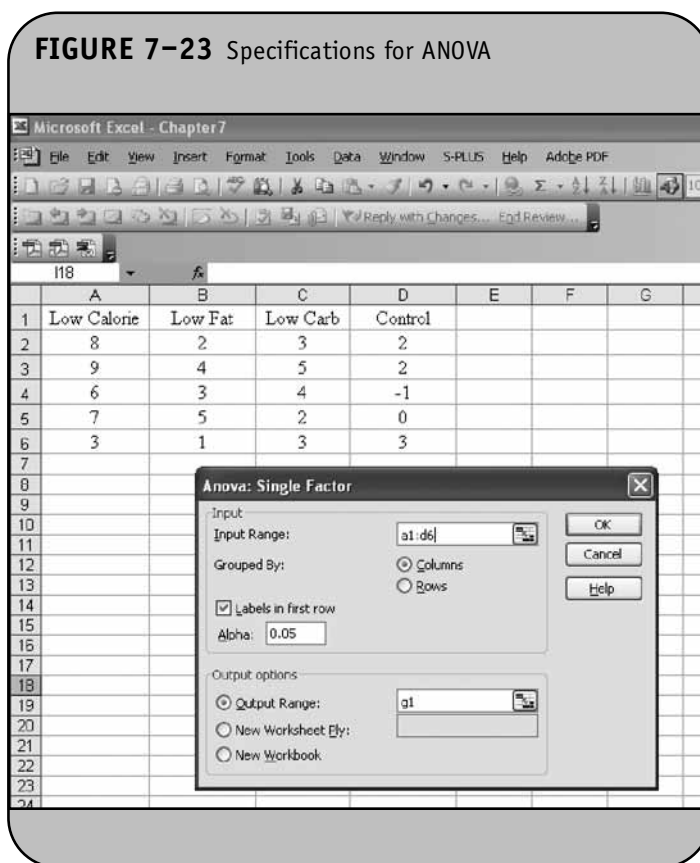 FIGURE 7–23 Specifications for ANOVA
Microsoft Excel - Chapter7
File Edit View Insert Format Tools Data Window S-PLUS Help Adobe PDF
Reply with Changes... End Review...
I18 fx
A B C D E F G
1 Low Calorie Low Fat Low Carb Control
2 8 2 3 2
3 9 4 5 2
4 6 3 4 -1
5 7 5 2 0
6 3 1 3 3
7
8 Anova: Single Factor
9 Input
10 Input Range: a1:d6 OK
11 Cancel
12 Grouped By: Columns
13 Rows Help
14 Labels in first row
15 Alpha: 0.05
16
17 Output options
18
19 Output Range: g1
20 New Worksheet Ply:
21
22 New Workbook
23
24